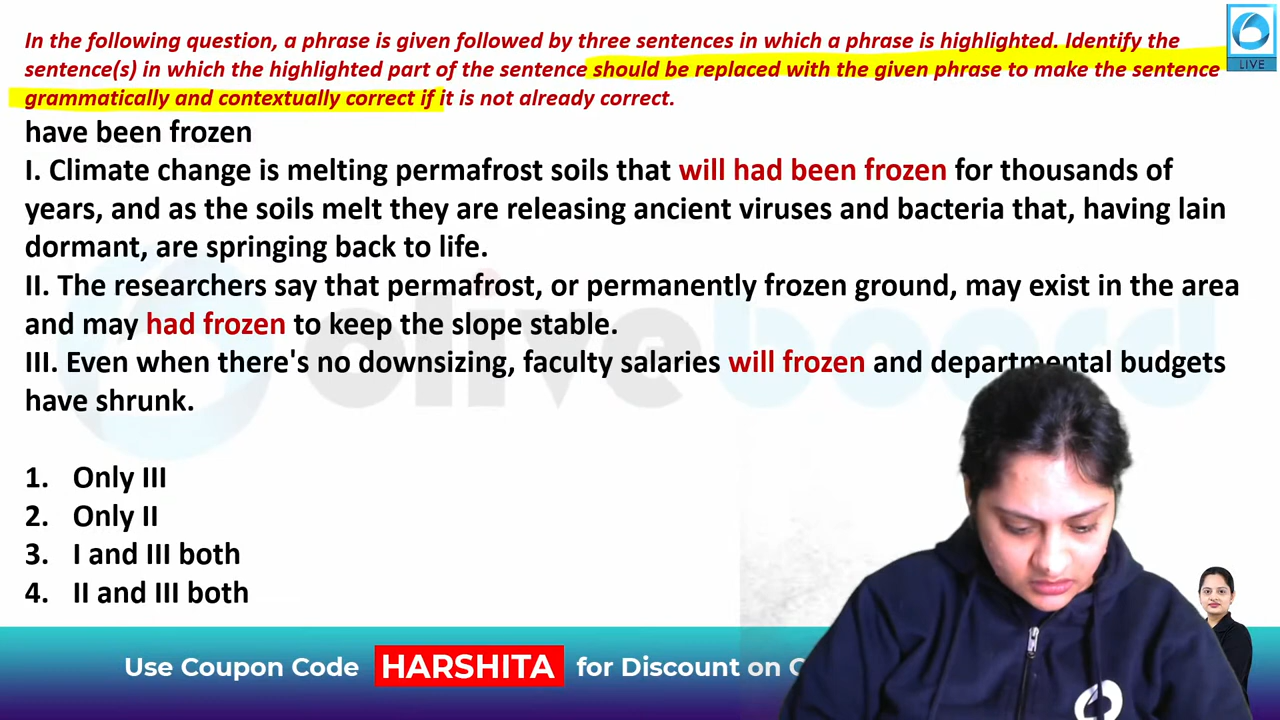 In the following question, a phrase is given followed by three sentences in which a phrase is highlighted. Identify the
sentence(s) in which the highlighted part of the sentence should be replaced with the given phrase to make the sentence
grammatically and contextually correct if it is not already correct.
LIVE
have been frozen
I. Climate change is melting permafrost soils that will had been frozen for thousands of
years, and as the soils melt they are releasing ancient viruses and bacteria that, having lain
dormant, are springing back to life.
II. The researchers say that permafrost, or permanently frozen ground, may exist in the area
and may had frozen to keep the slope stable.
III. Even when there's no downsizing, faculty salaries will frozen and departmental budgets
have shrunk.
oliveboard
1. Only III
2. Only II
3. I and III both
4. II and III both
Use Coupon Code HARSHITA for Discount on